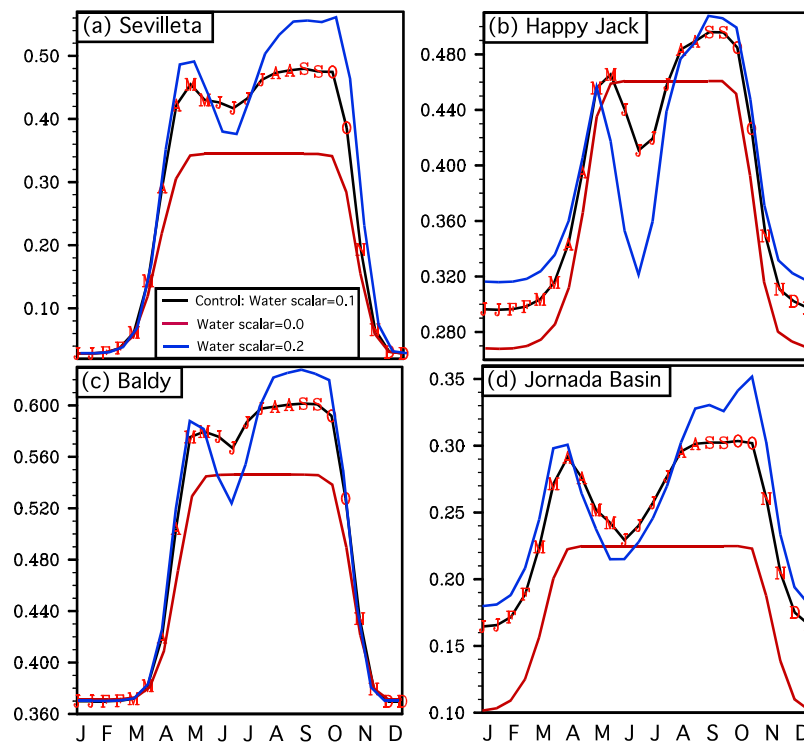 (a) Sevilleta
0.50
0.40
0.30
0.20
0.10
A M M J J J A A S S O O
A
M
J J F F M
N
D D
Control: Water scalar=0.1
Water scalar=0.0
Water scalar=0.2
(b) Happy Jack
0.480
0.440
0.400
0.360
0.320
0.280
M M J J J M A A S S O O
A
A
M
J J F F M
N
N
D D
(c) Baldy
0.600
0.560
0.520
0.480
0.440
0.400
0.360
M M J J J A A A S S O O
A
A
J J F F M M
N
N
D D
J F M A M J J A S O N D
(d) Jornada Basin
0.35
0.30
0.25
0.20
0.15
0.10
M A A M M J J J J A A S S O O
M
M
J J F
N
N
D
J F M A M J J A S O N D